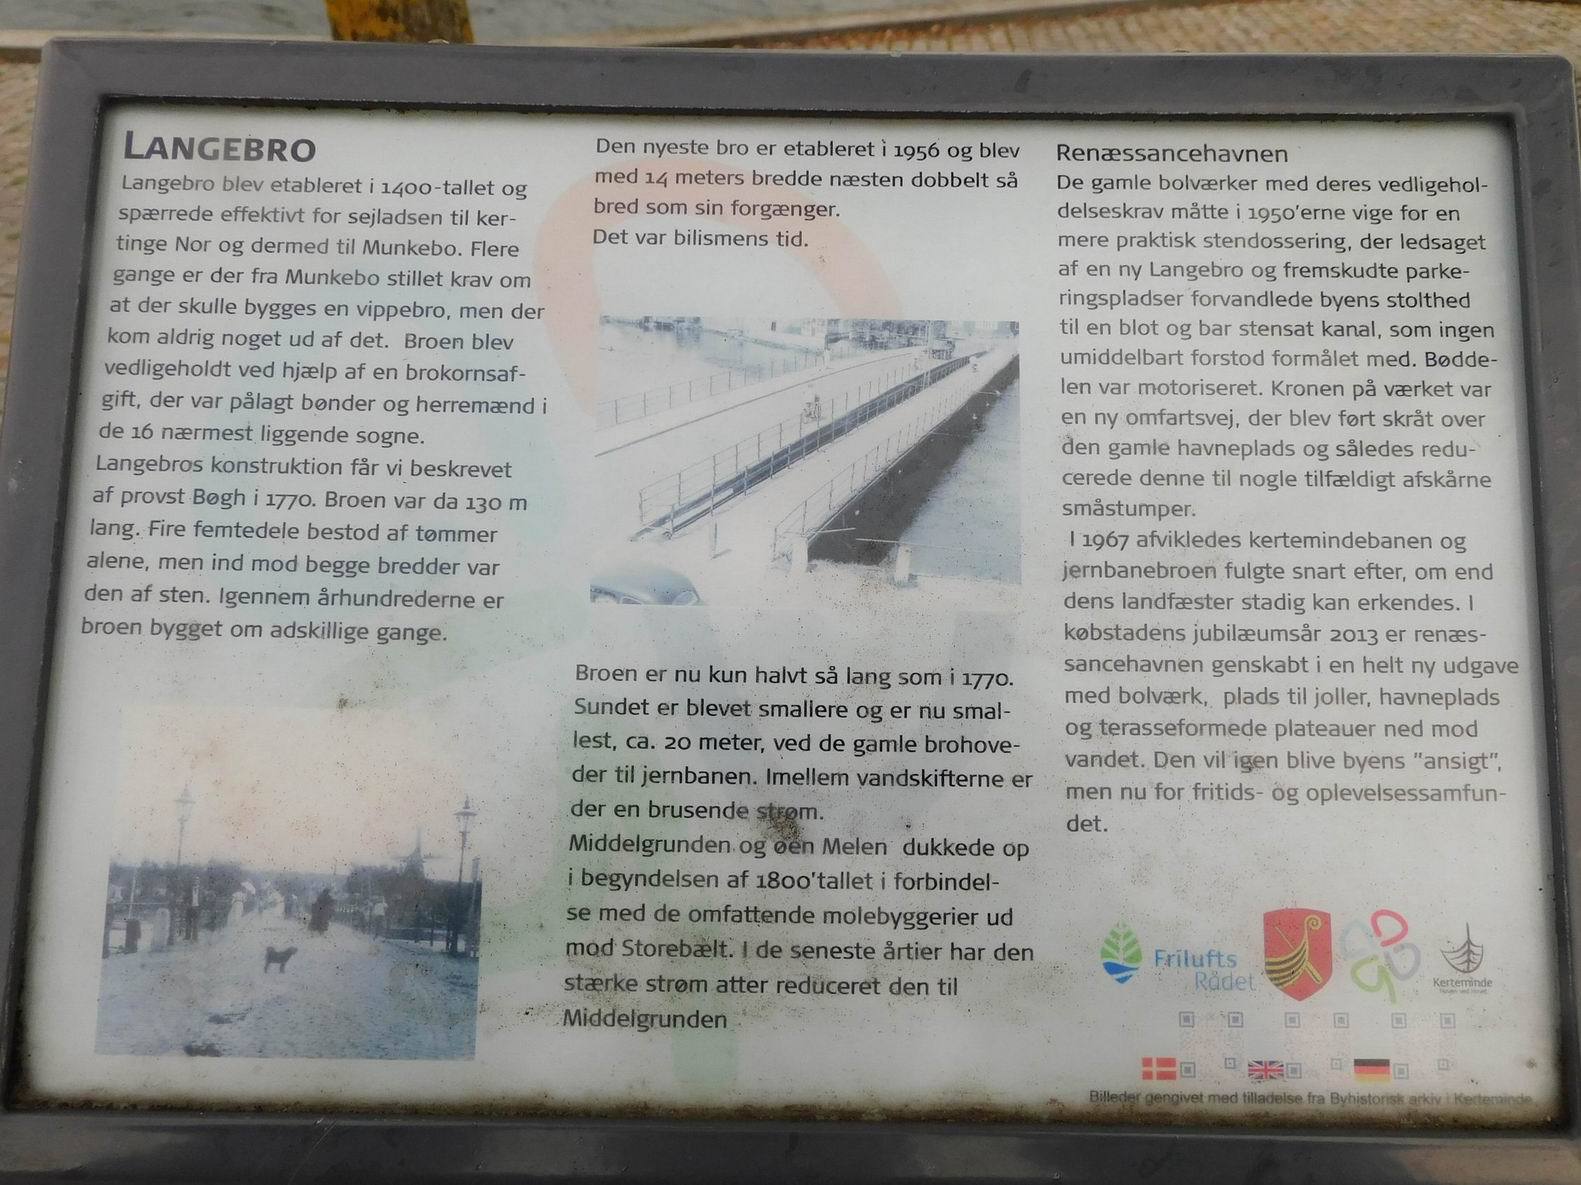 LANGEBRO
Langebro blev etableret i 1400-tallet og
spærrede effektivt for sejladsen til ker-
tinge Nor og dermed til Munkebo. Flere
gange er der fra Munkebo stillet krav om
at der skulle bygges en vippebro, men der
kom aldrig noget ud af det. Broen blev
vedligeholdt ved hjælp af en brokornsaf-
gift, der var pålagt bønder og herremænd i
de 16 nærmest liggende sogne.
Langebros konstruktion får vi beskrevet
af provst Bøgh i 1770. Broen var da 130 m
lang. Fire femtedele bestod af tømmer
alene, men ind mod begge bredder var
den af sten. Igennem århundrederne er
broen bygget om adskillige gange.
Den nyeste bro er etableret i 1956 og blev
med 14 meters bredde næsten dobbelt så
bred som sin forgænger.
Det var bilismens tid.
Broen er nu kun halvt så lang som i 1770.
Sundet er blevet smallere og er nu smal-
lest, ca. 20 meter, ved de gamle brohove-
der til jernbanen. Imellem vandskifterne er
der en brusende strøm.
Middelgrunden og øen Melen dukkede op
i begyndelsen af 1800'tallet i forbindel-
se med de omfattende molebyggerier ud
mod Storebælt. I de seneste årtier har den
stærke strøm atter reduceret den til
Middelgrunden
Renæssancehavnen
De gamle bolværker med deres vedligehol-
delseskrav måtte i 1950'erne vige for en
mere praktisk stendossering, der ledsaget
af en ny Langebro og fremskudte parke-
ringspladser forvandlede byens stolthed
til en blot og bar stensat kanal, som ingen
umiddelbart forstod formålet med. Bødde-
len var motoriseret. Kronen på værket var
en ny omfartsvej, der blev ført skråt over
den gamle havneplads og således redu-
cerede denne til nogle tilfældigt afskårne
småstumper.
I 1967 afvikledes kertemindebanen og
jernbanebroen fulgte snart efter, om end
dens landfæster stadig kan erkendes. I
købstadens jubilæumsår 2013 er renæs-
sancehavnen genskabt i en helt ny udgave
med bolværk, plads til joller, havneplads
og terasseformede plateauer ned mod
vandet. Den vil igen blive byens "ansigt",
men nu for fritids- og oplevelsessamfun-
det.
Frilufts
Rådet
Kerteminde
Billeder gengivet med tilladelse fra Byhistorisk arkiv i Kerteminde